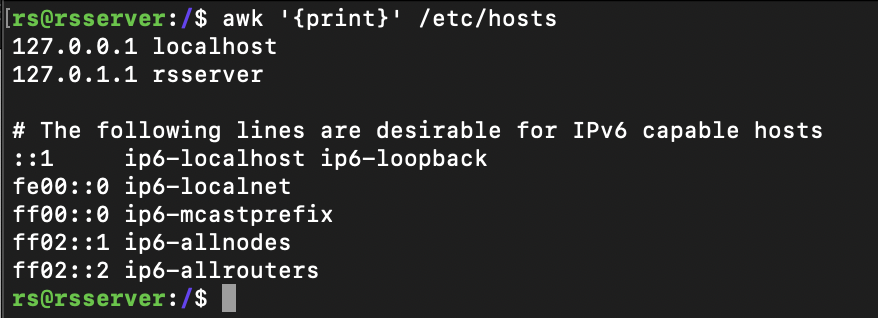 [rs@rsserver:/$ awk '{print}' /etc/hosts
127.0.0.1 localhost
127.0.1.1 rsserver

# The following lines are desirable for IPv6 capable hosts
::1     ip6-localhost ip6-loopback
fe00::0 ip6-localnet
ff00::0 ip6-mcastprefix
ff02::1 ip6-allnodes
ff02::2 ip6-allrouters
rs@rsserver:/$